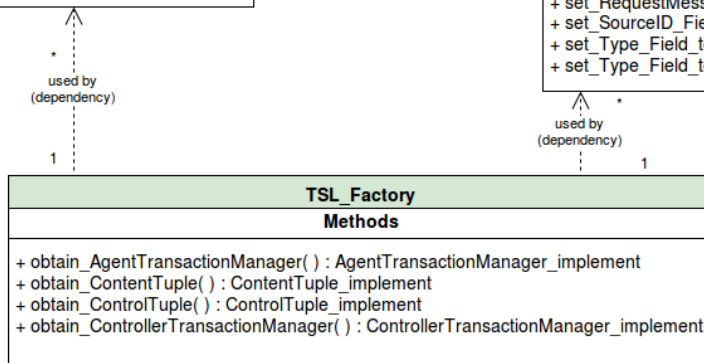 + set_RequestMess
+ set_SourceID_Fie
+ set_Type_Field_t
+ set_Type_Field_t
*
used by
(dependency)
1
*
used by
(dependency)
1
TSL_Factory
Methods
+ obtain_AgentTransactionManager( ) : AgentTransactionManager_implement
+ obtain_ContentTuple( ) : ContentTuple_implement
+ obtain_ControlTuple( ) : ControlTuple_implement
+ obtain_ControllerTransactionManager( ) : ControllerTransactionManager_implement